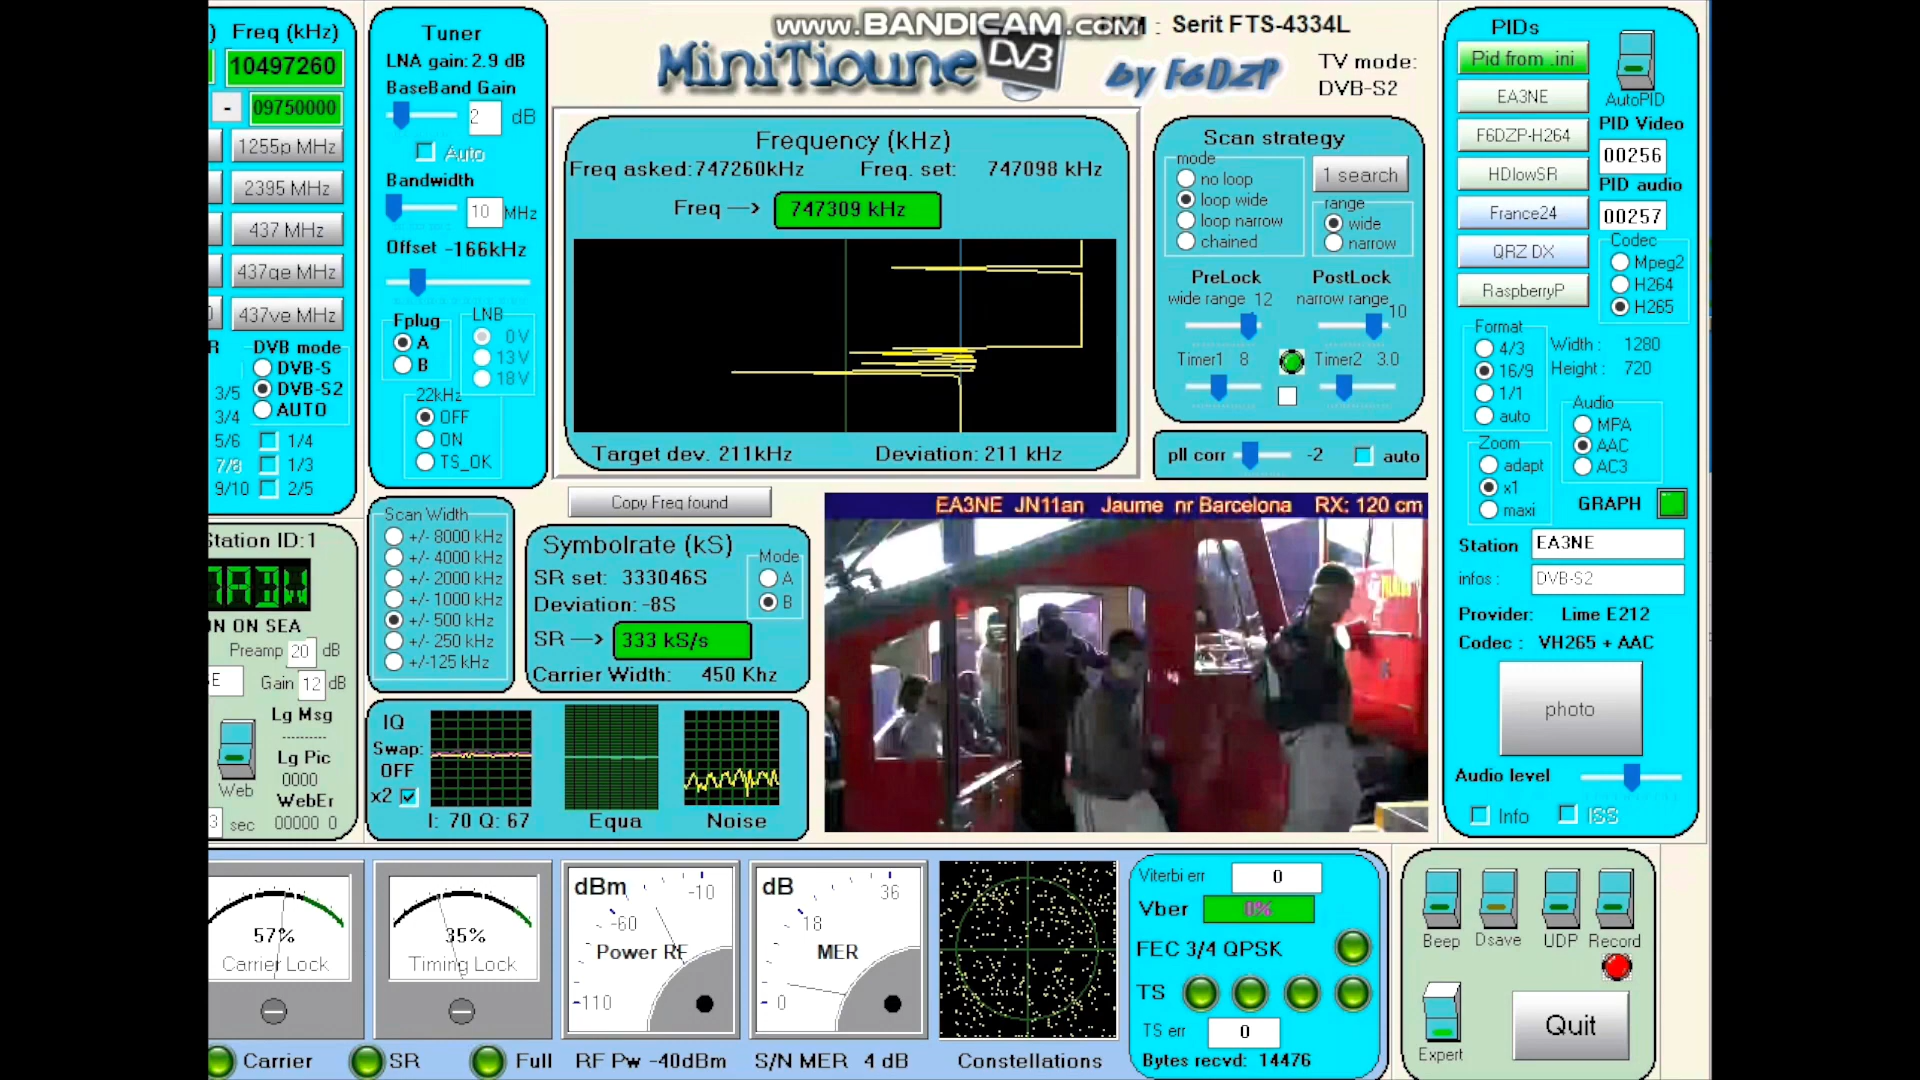 www.BANDICAM.com
: Serit FTS-4334L
MiniTioune DV3 by F6DZP
TV mode:
DVB-S2
) Freq (kHz)
10497260
- 09750000
1255p MHz
2395 MHz
437 MHz
437qe MHz
437ve MHz
R DVB mode
DVB-S
DVB-S2
AUTO
3/5
3/4
5/6 1/4
7/8 1/3
9/10 2/5
Tuner
LNA gain: 2.9 dB
BaseBand Gain
2 dB
Auto
Bandwidth
10 MHz
Offset -166kHz
Fplug
A
B
LNB
0V
13V
18V
22kHz
OFF
ON
TS_OK
Frequency (kHz)
Freq asked:747260kHz Freq. set: 747098 kHz
Freq --> 747309 kHz
Target dev. 211kHz Deviation: 211 kHz
Scan strategy
mode
no loop
loop wide
loop narrow
chained
1 search
range
wide
narrow
PreLock PostLock
wide range 12 narrow range 10
Timer1 8 Timer2 3.0
pll corr -2 auto
Copy Freq found
Scan Width
+/- 8000 kHz
+/- 4000 kHz
+/- 2000 kHz
+/- 1000 kHz
+/- 500 kHz
+/- 250 kHz
+/-125 kHz
Symbolrate (kS)
SR set: 333046S
Deviation: -8S
SR --> 333 kS/s
Carrier Width: 450 Khz
Mode
A
B
EA3NE JN11an Jaume nr Barcelona RX: 120 cm
Station ID:1
ON ON SEA
Preamp 20 dB
E Gain 12 dB
Lg Msg
----------
Lg Pic
0000
Web
WebEr
3 sec 00000 0
IQ
Swap:
OFF
x2
I: 70 Q: 67
Equa
Noise
PIDs
Pid from .ini
EA3NE
F6DZP-H264
HDlowSR
France24
QRZ DX
RaspberryP
AutoPID
PID Video
00256
PID audio
00257
Codec
Mpeg2
H264
H265
Format
4/3
16/9
1/1
auto
Width : 1280
Height : 720
Audio
MPA
AAC
AC3
Zoom
adapt
x1
maxi
GRAPH
Station EA3NE
infos : DVB-S2
Provider: Lime E212
Codec : VH265 + AAC
photo
Audio level
Info ISS
57%
Carrier Lock
35%
Timing Lock
dBm -10
-60
Power RF
-110
dB 36
18
MER
0
Carrier SR Full RF Pw -40dBm S/N MER 4 dB Constellations
Viterbi err 0
Vber 0%
FEC 3/4 QPSK
TS
TS err 0
Bytes recvd: 14476
Beep Dsave UDP Record
Expert
Quit